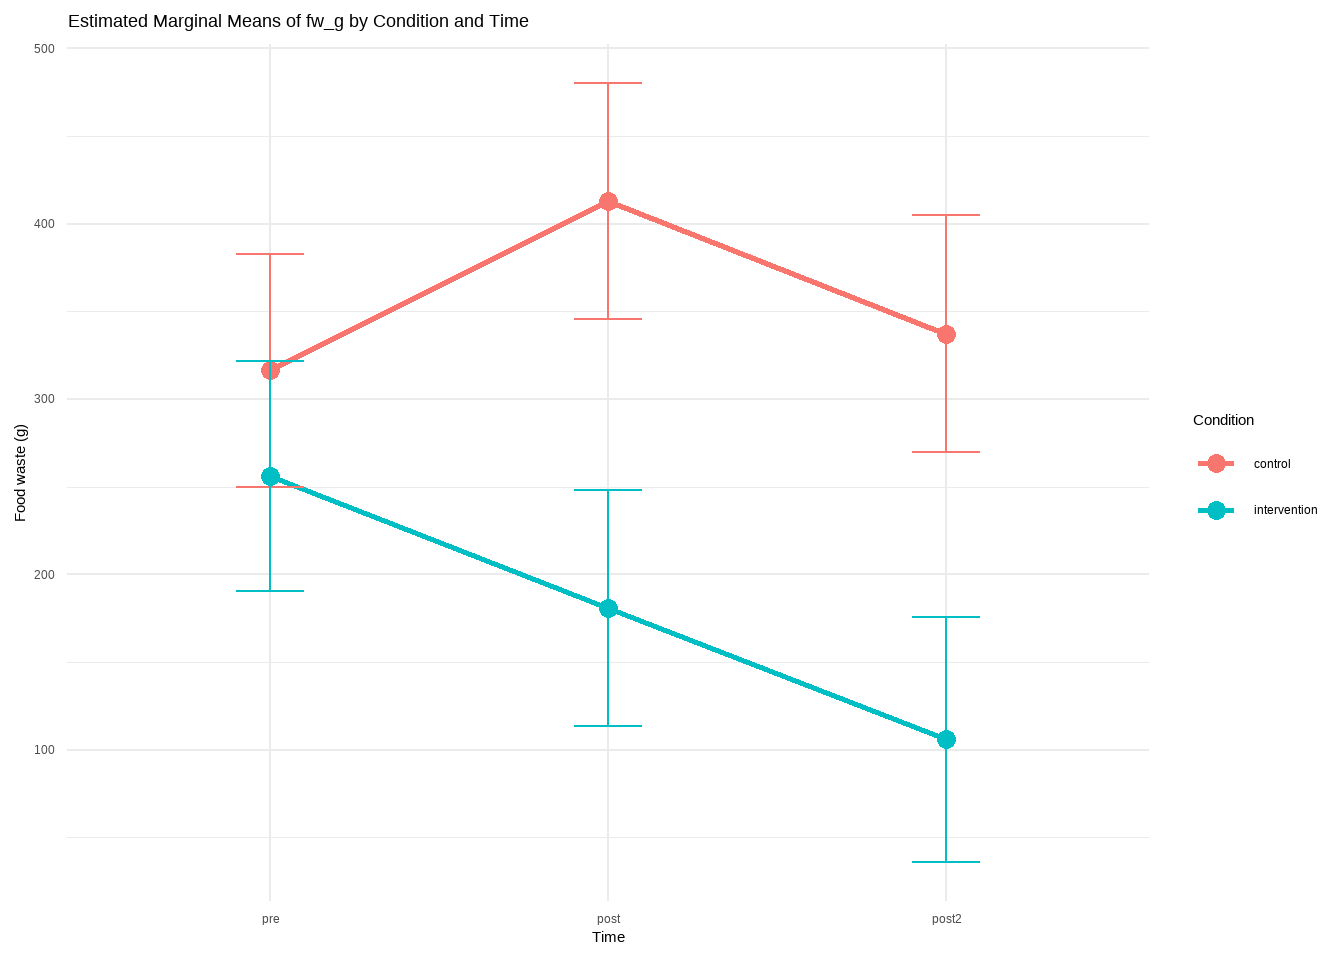 Estimated Marginal Means of fw_g by Condition and Time
500
400
300
200
100
Food waste (g)
pre
post
post2
Time
Condition
control
intervention